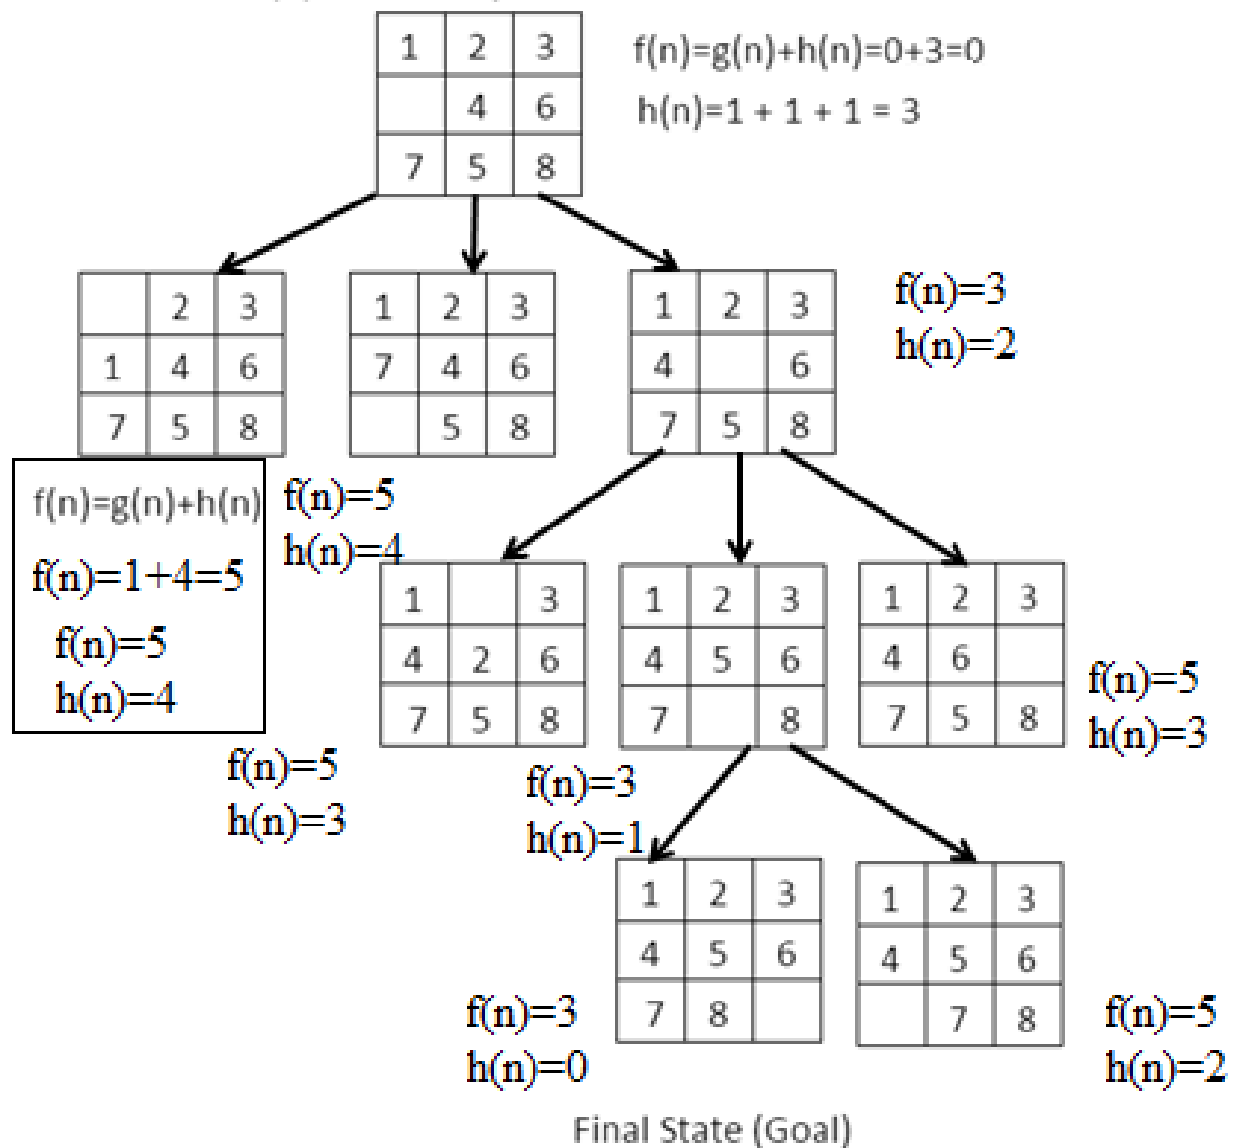 1 2 3
4 6
7 5 8
f(n)=g(n)+h(n)=0+3=0
h(n)=1 + 1 + 1 = 3
2 3
1 4 6
7 5 8
1 2 3
7 4 6
5 8
1 2 3
4 6
7 5 8
f(n)=3
h(n)=2
f(n)=g(n)+h(n)
f(n)=1+4=5
f(n)=5
h(n)=4
f(n)=5
h(n)=4
1 3
4 2 6
7 5 8
f(n)=5
h(n)=3
1 2 3
4 5 6
7 8
f(n)=3
h(n)=1
1 2 3
4 6
7 5 8
f(n)=5
h(n)=3
1 2 3
4 5 6
7 8
f(n)=3
h(n)=0
1 2 3
4 5 6
7 8
f(n)=5
h(n)=2
Final State (Goal)